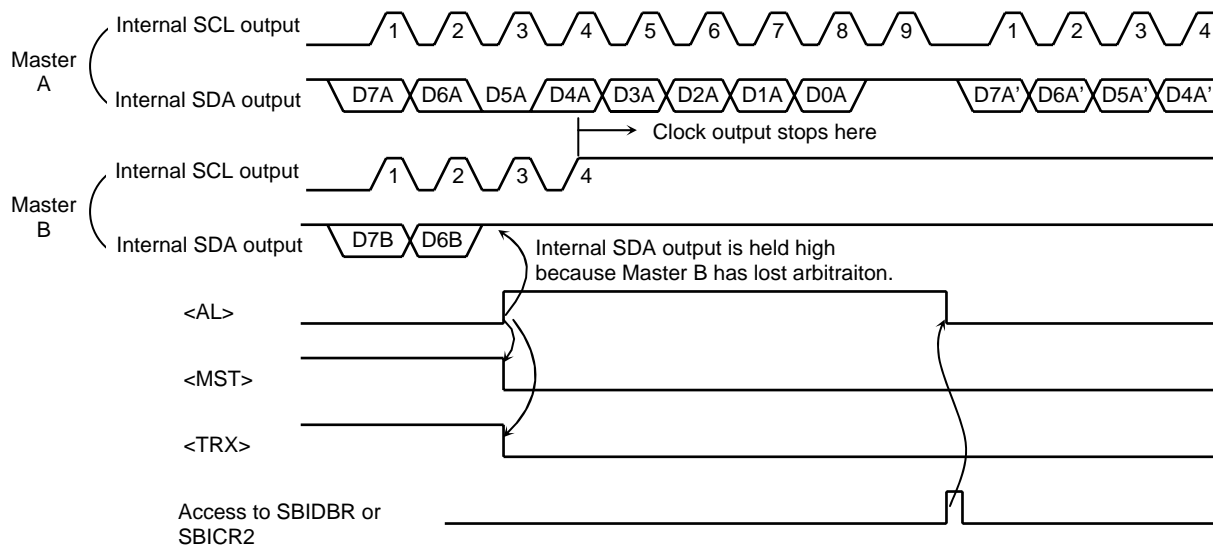 Internal SCL output 1 2 3 4 5 6 7 8 9 1 2 3 4
Master
A
Internal SDA output D7A D6A D5A D4A D3A D2A D1A D0A D7A' D6A' D5A' D4A'
Clock output stops here
Internal SCL output 1 2 3 4
Master
B
Internal SDA output D7B D6B
Internal SDA output is held high
because Master B has lost arbitraiton.
<AL>
<MST>
<TRX>
Access to SBIDBR or
SBICR2